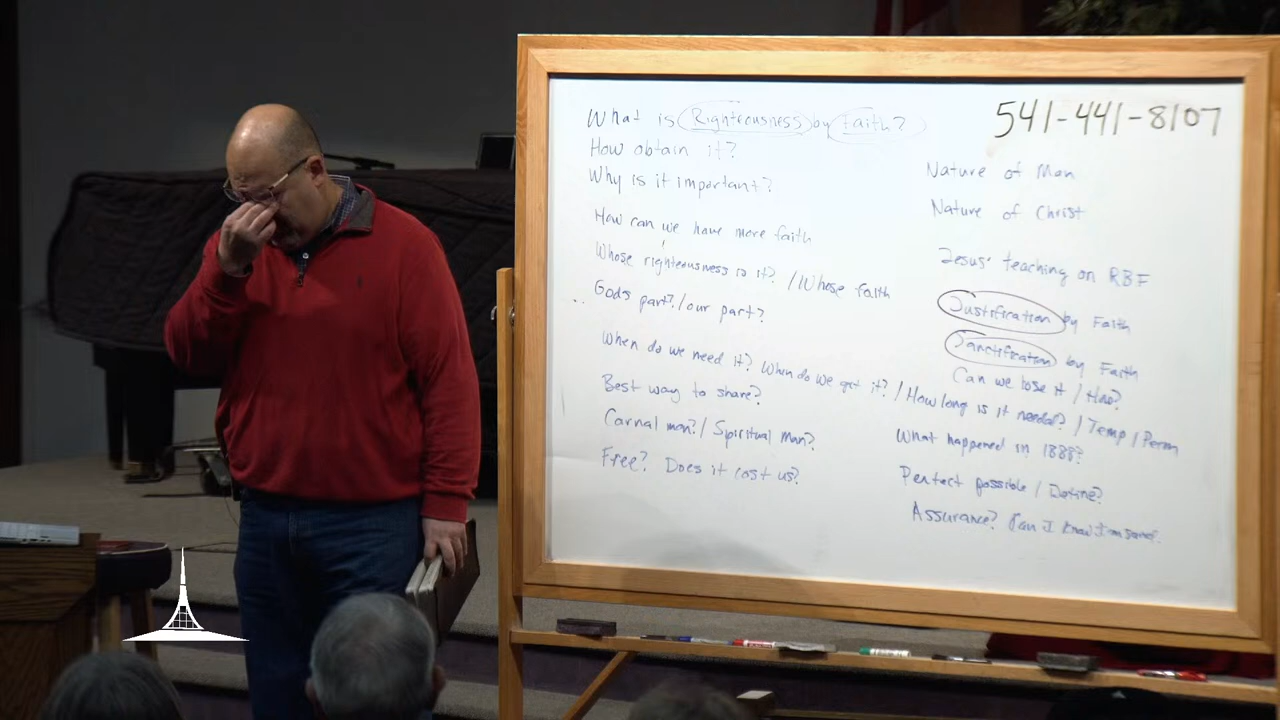 What is Righteousness by faith?
How obtain it?
Why is it important?
How can we have more faith
Whose righteousness is it? / Whose faith
Gods part? / our part?
When do we need it? When do we get it? / How long is it needed? / Temp / Perm
Best way to share?
Carnal man? / Spiritual man?
Free? Does it cost us?
541-441-8107
Nature of Man
Nature of Christ
Jesus' teaching on RBF
Justification by Faith
Sanctification by Faith
Can we lose it / How?
What happened in 1888?
Perfect possible / Define?
Assurance? Can I know I'm saved?